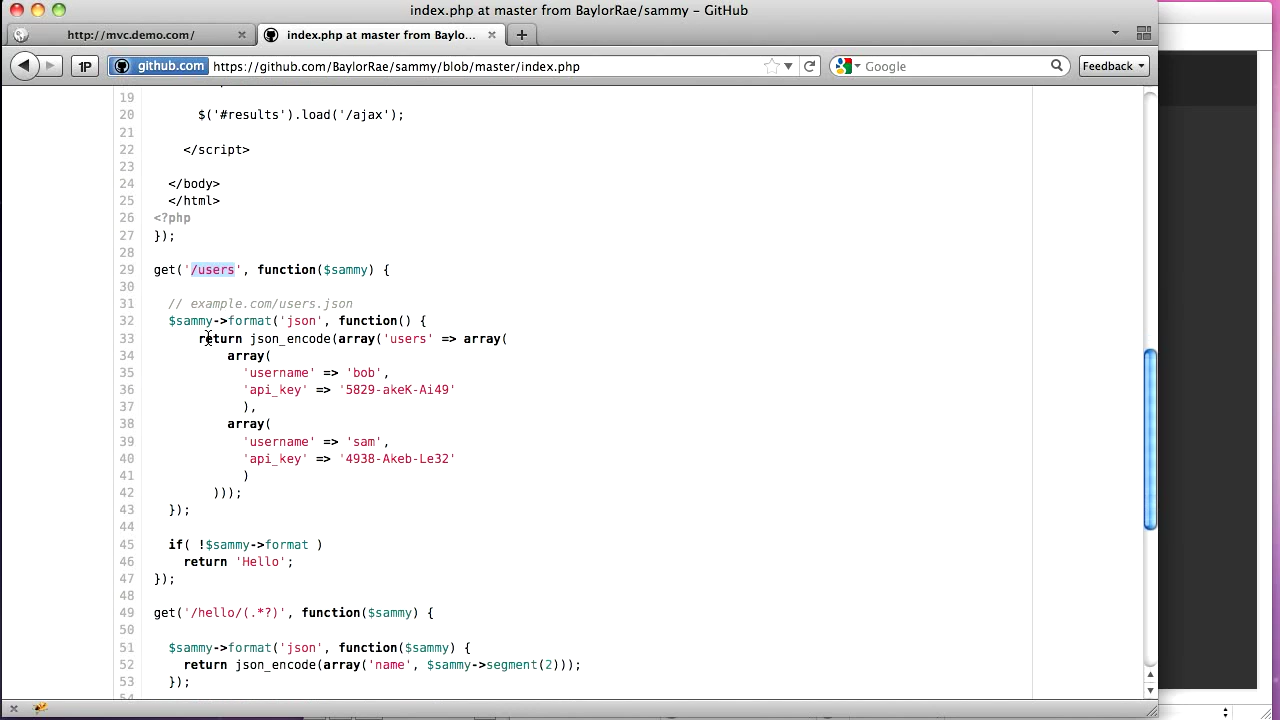 index.php at master from BaylorRae/sammy - GitHub
http://mvc.demo.com/
index.php at master from Baylo...
1P
github.com
https://github.com/BaylorRae/sammy/blob/master/index.php
Google
Feedback
19
20 $('#results').load('/ajax');
21
22 </script>
23
24 </body>
25 </html>
26 <?php
27 });
28
29 get('/users', function($sammy) {
30
31 // example.com/users.json
32 $sammy->format('json', function() {
33 return json_encode(array('users' => array(
34 array(
35 'username' => 'bob',
36 'api_key' => '5829-akeK-Ai49'
37 ),
38 array(
39 'username' => 'sam',
40 'api_key' => '4938-Akeb-Le32'
41 )
42 )));
43 });
44
45 if( !$sammy->format )
46 return 'Hello';
47 });
48
49 get('/hello/(.*?)', function($sammy) {
50
51 $sammy->format('json', function($sammy) {
52 return json_encode(array('name', $sammy->segment(2)));
53 });